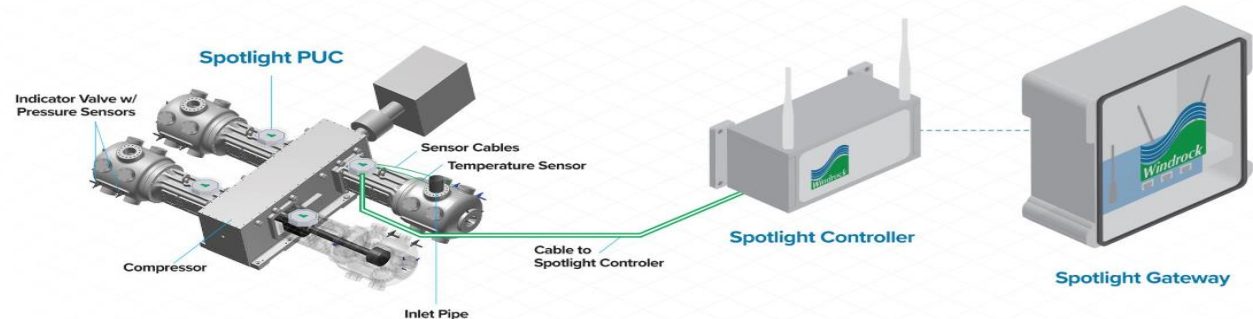 Spotlight PUC
Indicator Valve w/
Pressure Sensors
Sensor Cables
Temperature Sensor
Compressor
Inlet Pipe
Cable to
Spotlight Controler
Windrock
Spotlight Controller
Windrock
Spotlight Gateway